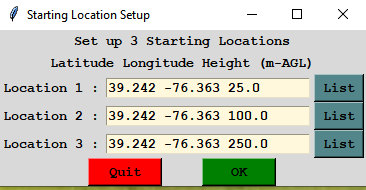 Starting Location Setup
Set up 3 Starting Locations
Latitude Longitude Height (m-AGL)
Location 1 : 39.242 -76.363 25.0 List
Location 2 : 39.242 -76.363 100.0 List
Location 3 : 39.242 -76.363 250.0 List
Quit OK